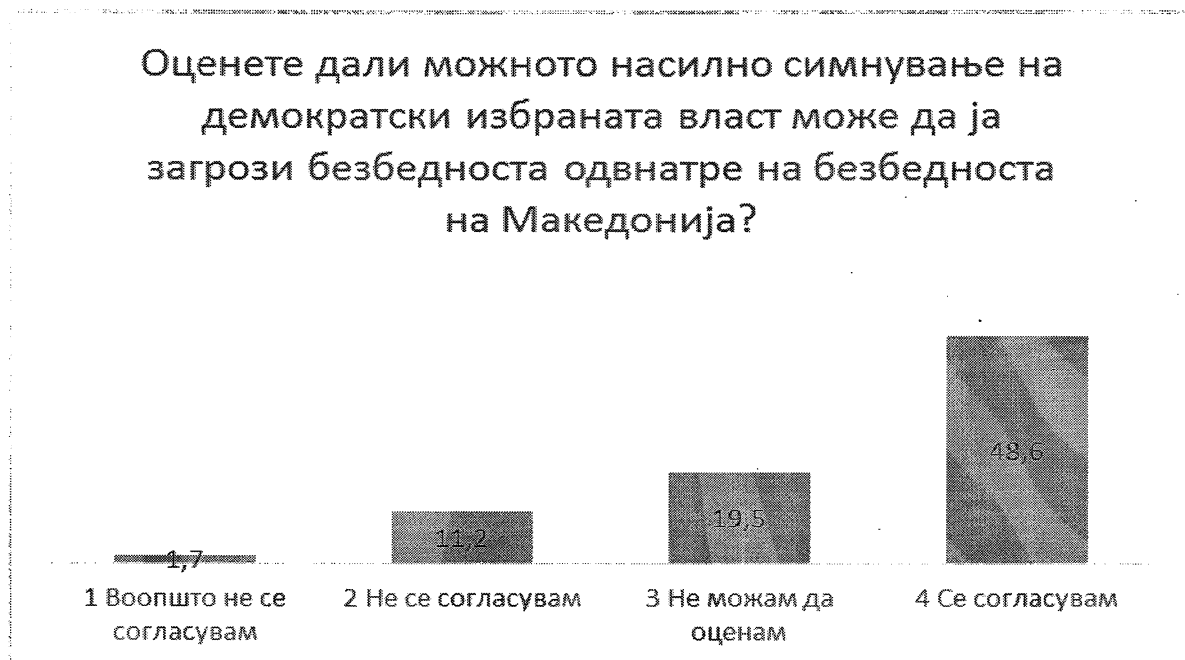 Оценете дали можното насилно симнување на
демократски избраната власт може да ја
загрози безбедноста одвнатре на безбедноста
на Македонија?
48,6
19,5
11,2
1,7
1 Воопшто не се
согласувам
2 Не се согласувам
3 Не можам да
оценам
4 Се согласувам